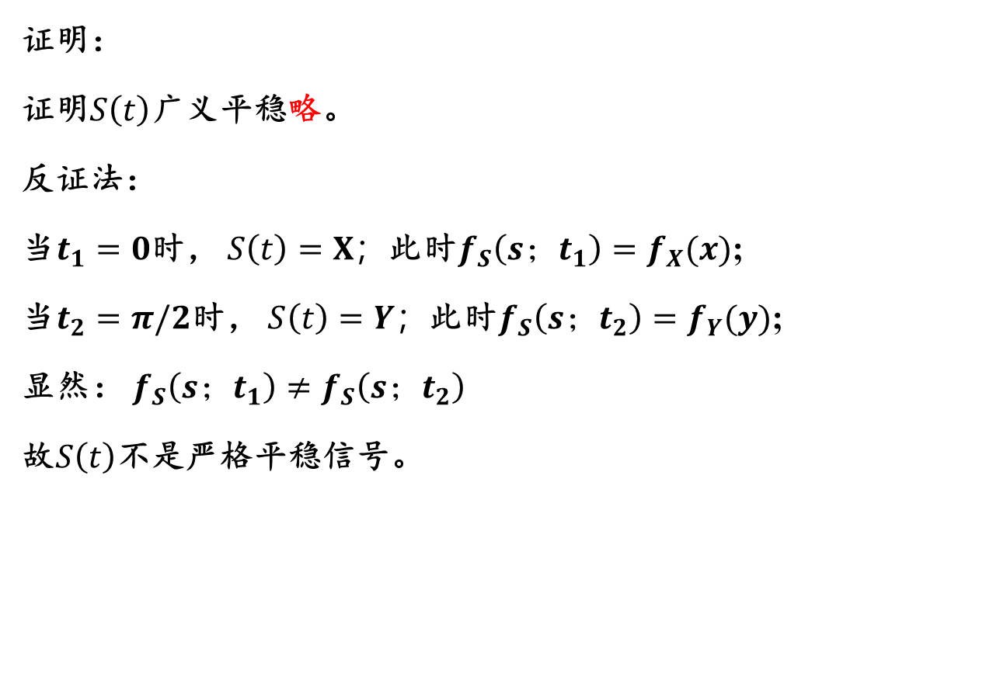 证明：
证明S(t)广义平稳略。
反证法：
当t₁ = 0时， S(t) = X；此时f_S(s；t₁) = f_X(x);
当t₂ = π/2时， S(t) = Y；此时f_S(s；t₂) = f_Y(y);
显然： f_S(s；t₁) ≠ f_S(s；t₂)
故S(t)不是严格平稳信号。